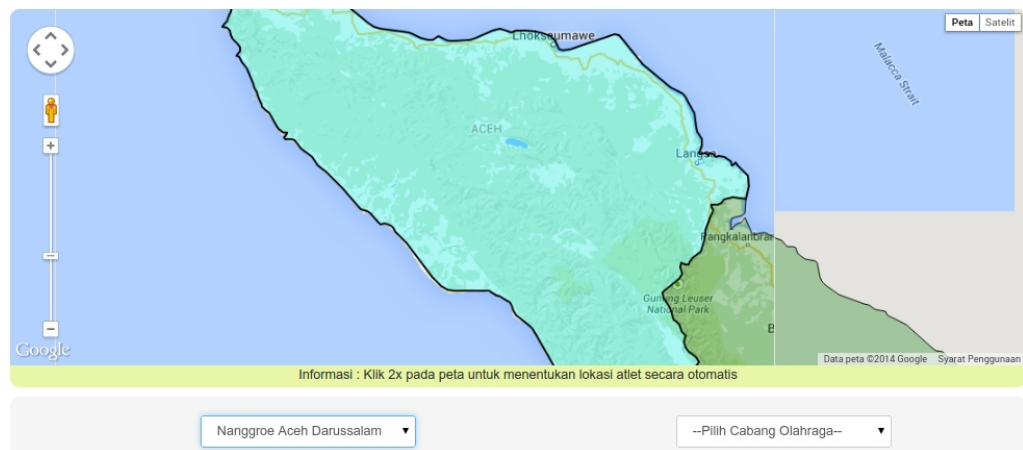 Lhokseumawe
Peta Satelit
Malacca Strait
ACEH
Langsa
Pangkalanbran
Gunung Leuser
National Park
B
Google
Data peta ©2014 Google Syarat Penggunaan
Informasi : Klik 2x pada peta untuk menentukan lokasi atlet secara otomatis
Nanggroe Aceh Darussalam
--Pilih Cabang Olahraga--